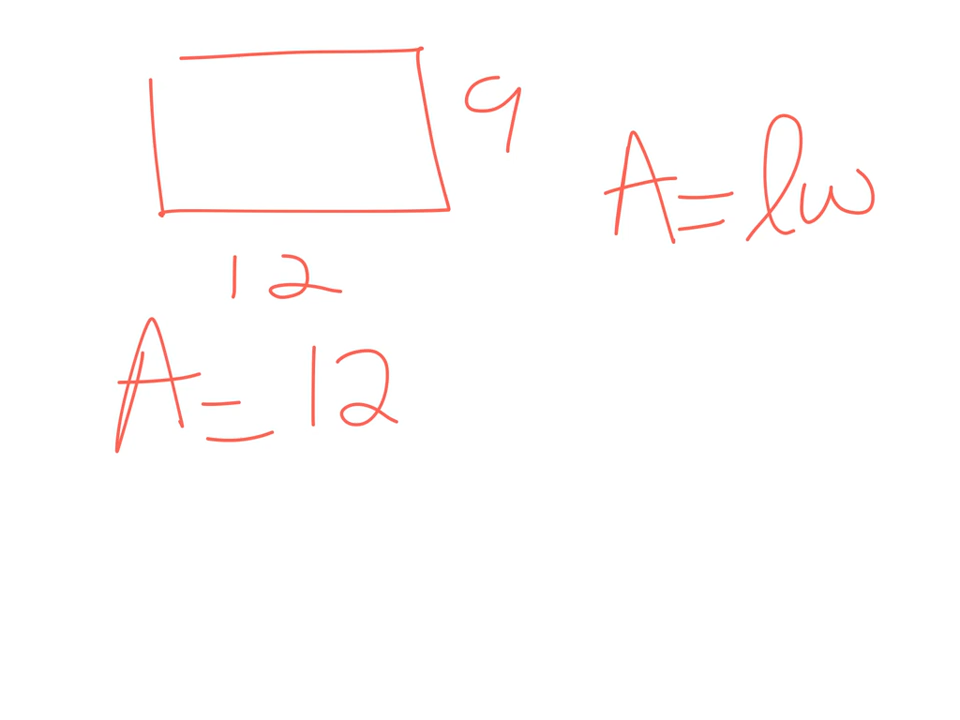 9
A = lw
12
A = 12